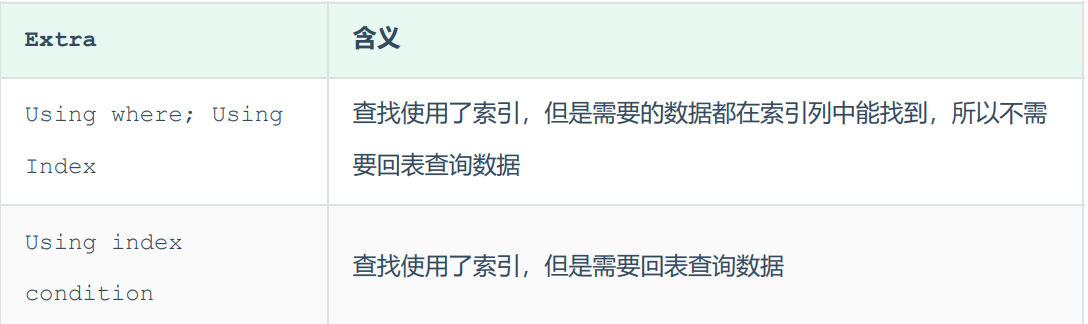 Extra 含义
Using where; Using
Index
查找使用了索引，但是需要的数据都在索引列中能找到，所以不需
要回表查询数据
Using index
condition
查找使用了索引，但是需要回表查询数据